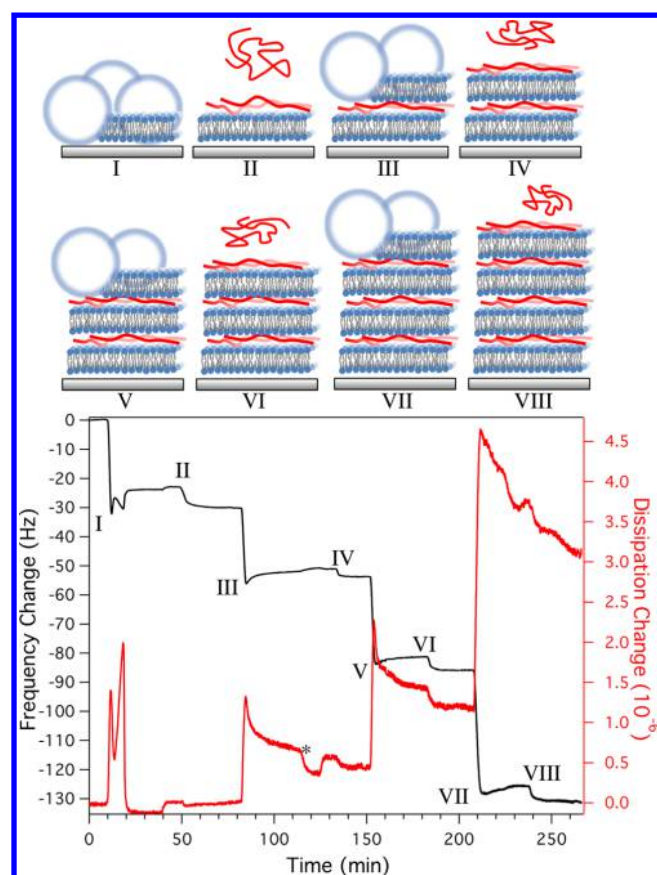 I II III IV
V VI VII VIII
Frequency Change (Hz)
0
-10
-20
-30
-40
-50
-60
-70
-80
-90
-100
-110
-120
-130
I
II
III
IV
*
V
VI
VII
VIII
4.5
4.0
3.5
3.0
2.5
2.0
1.5
1.0
0.5
0.0
Dissipation Change (10⁻⁶)
0 50 100 150 200 250
Time (min)